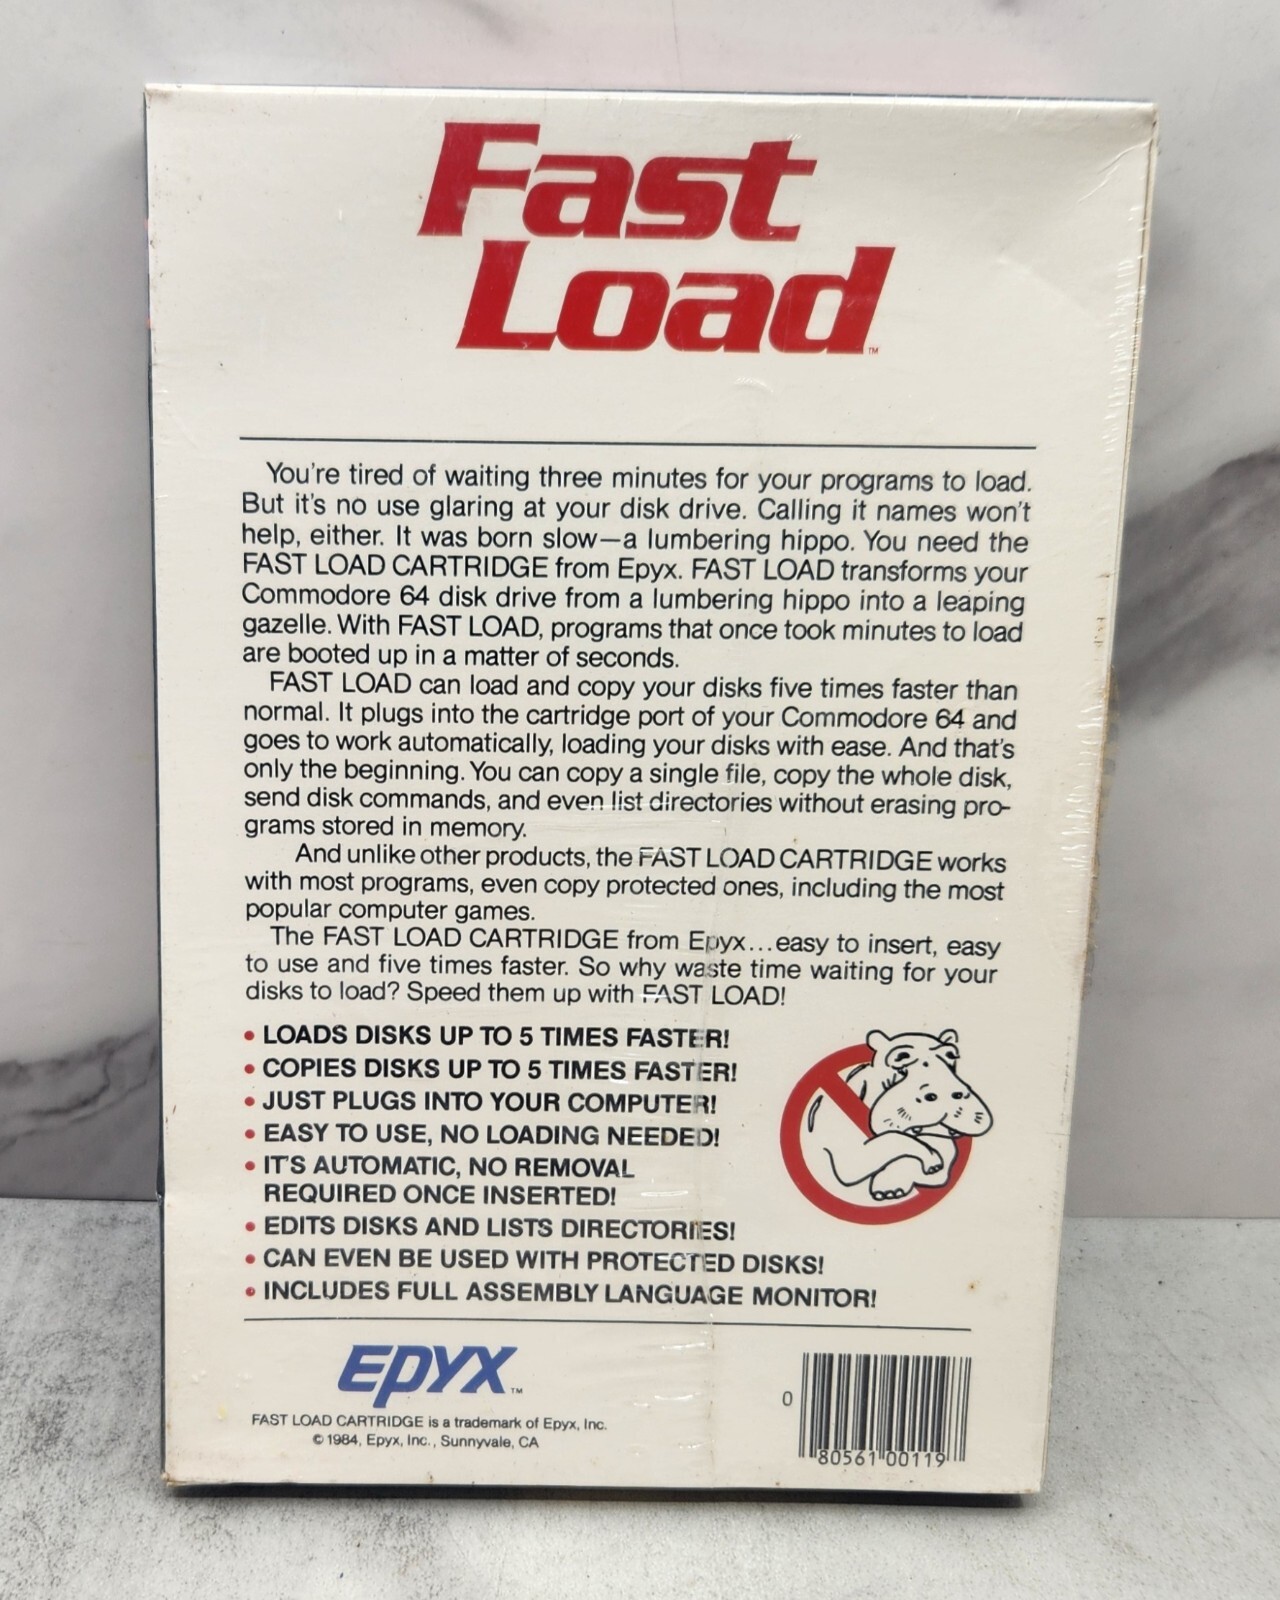 Fast
Load™
You're tired of waiting three minutes for your programs to load.
But it's no use glaring at your disk drive. Calling it names won't
help, either. It was born slow—a lumbering hippo. You need the
FAST LOAD CARTRIDGE from Epyx. FAST LOAD transforms your
Commodore 64 disk drive from a lumbering hippo into a leaping
gazelle. With FAST LOAD, programs that once took minutes to load
are booted up in a matter of seconds.
FAST LOAD can load and copy your disks five times faster than
normal. It plugs into the cartridge port of your Commodore 64 and
goes to work automatically, loading your disks with ease. And that's
only the beginning. You can copy a single file, copy the whole disk,
send disk commands, and even list directories without erasing pro-
grams stored in memory.
And unlike other products, the FAST LOAD CARTRIDGE works
with most programs, even copy protected ones, including the most
popular computer games.
The FAST LOAD CARTRIDGE from Epyx...easy to insert, easy
to use and five times faster. So why waste time waiting for your
disks to load? Speed them up with FAST LOAD!
• LOADS DISKS UP TO 5 TIMES FASTER!
• COPIES DISKS UP TO 5 TIMES FASTER!
• JUST PLUGS INTO YOUR COMPUTER!
• EASY TO USE, NO LOADING NEEDED!
• IT'S AUTOMATIC, NO REMOVAL
REQUIRED ONCE INSERTED!
• EDITS DISKS AND LISTS DIRECTORIES!
• CAN EVEN BE USED WITH PROTECTED DISKS!
• INCLUDES FULL ASSEMBLY LANGUAGE MONITOR!
EPYX™
FAST LOAD CARTRIDGE is a trademark of Epyx, Inc.
© 1984, Epyx, Inc., Sunnyvale, CA
0 80561 00119